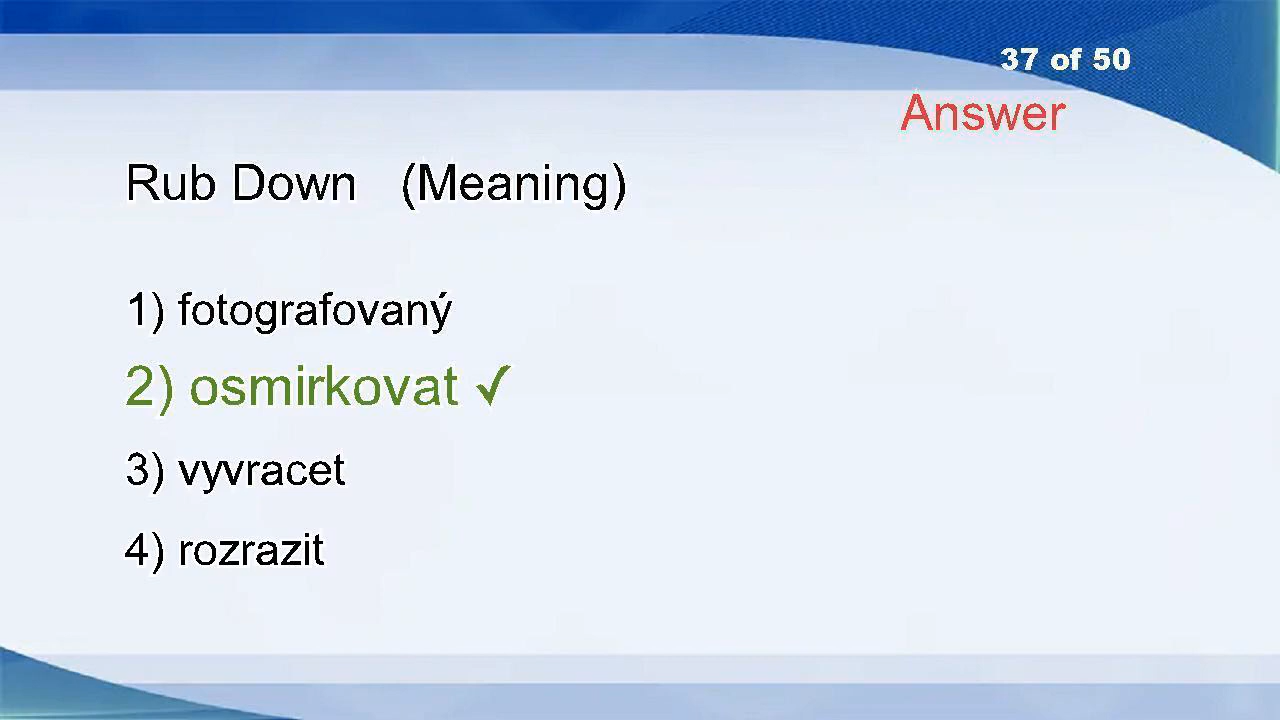 37 of 50
Answer
Rub Down (Meaning)
1) fotografovaný
2) osmirkovat ✓
3) vyvracet
4) rozrazit